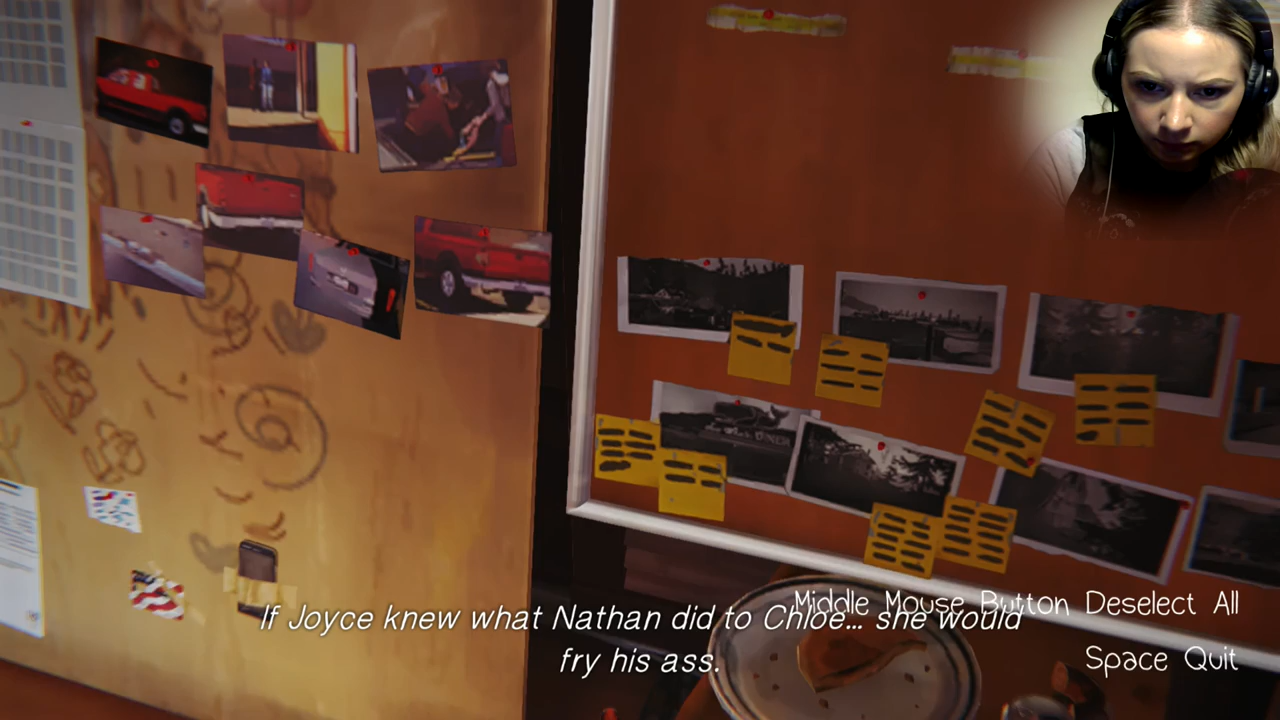 If Joyce knew what Nathan did to Chloe... she would
fry his ass.
Middle Mouse Button Deselect All
Space Quit